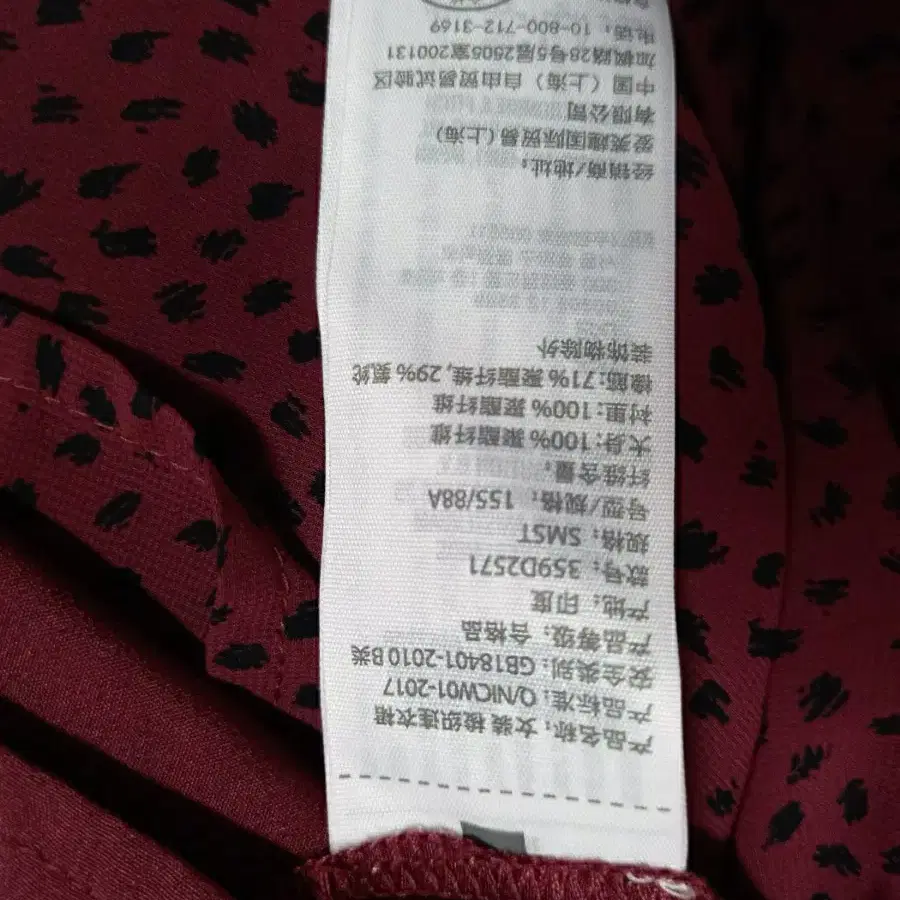 产品名称：女装 梭织连衣裙
产品标准：Q/NICW01-2017
安全类别：GB18401-2010 B类
产品等级：合格品
产地：印度
款号：359D2571
规格：SMST
号型/规格：155/88A
纤维含量：
大身：100% 聚酯纤维
衬里：100% 聚酯纤维
橡筋：71% 聚酯纤维, 29% 氨纶
装饰物除外
经销商/地址：
爱芙趣国际贸易(上海)
有限公司
中国（上海）自由贸易试验区
加枫路28号5层2505室200131
电话：10-800-712-3169